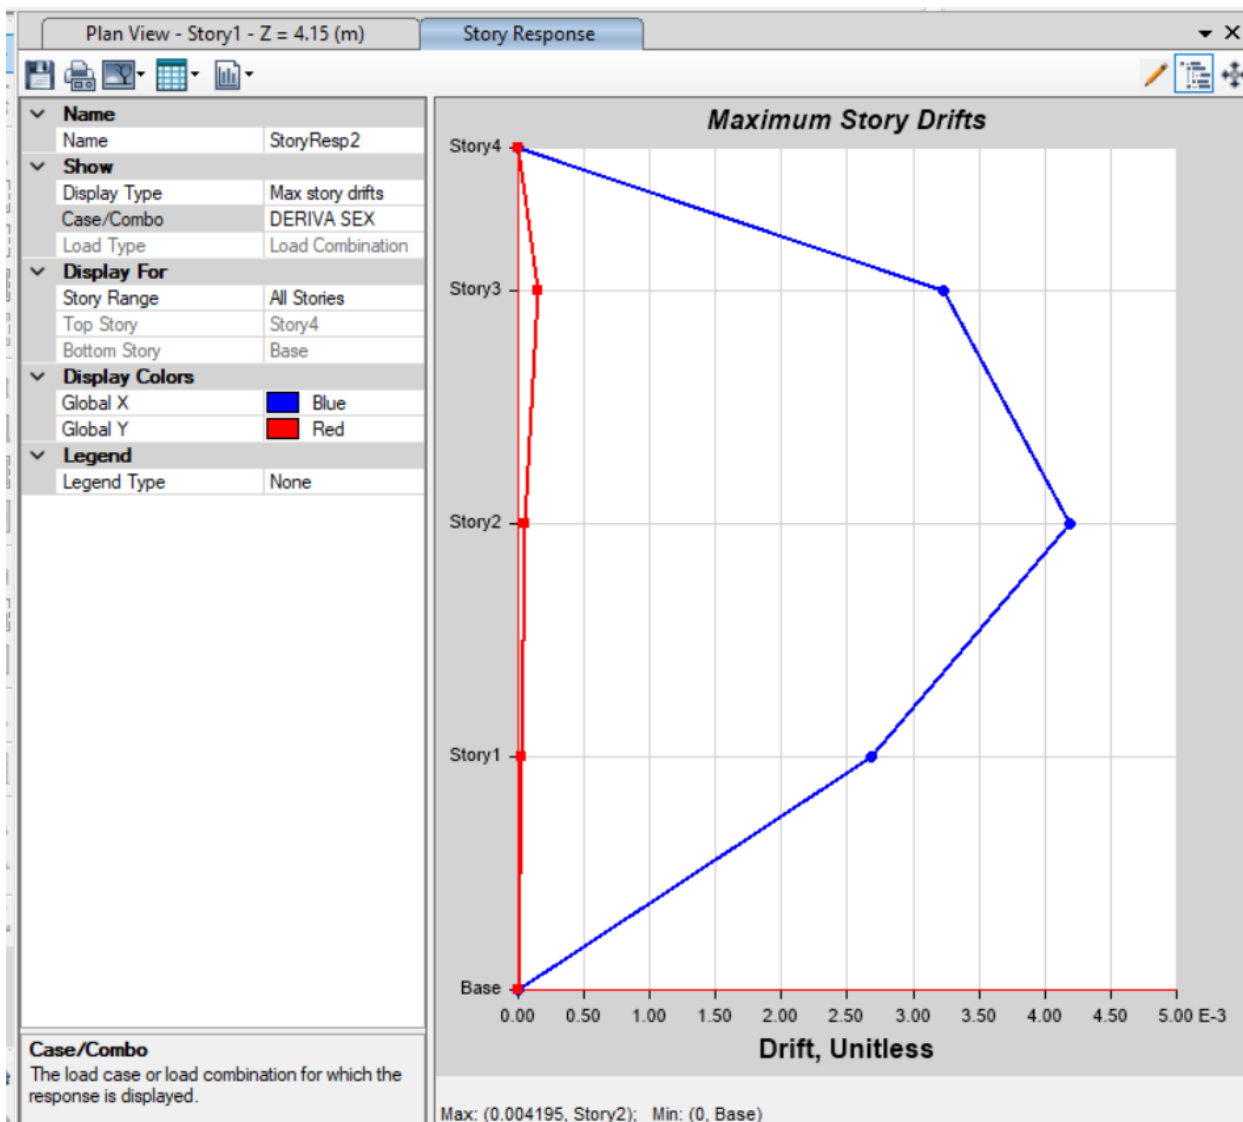 Plan View - Story1 - Z = 4.15 (m)
Story Response
Name
Name StoryResp2
Show
Display Type Max story drifts
Case/Combo DERIVA SEX
Load Type Load Combination
Display For
Story Range All Stories
Top Story Story4
Bottom Story Base
Display Colors
Global X Blue
Global Y Red
Legend
Legend Type None
Case/Combo
The load case or load combination for which the
response is displayed.
Maximum Story Drifts
Story4
Story3
Story2
Story1
Base
0.00 0.50 1.00 1.50 2.00 2.50 3.00 3.50 4.00 4.50 5.00 E-3
Drift, Unitless
Max: (0.004195, Story2); Min: (0, Base)